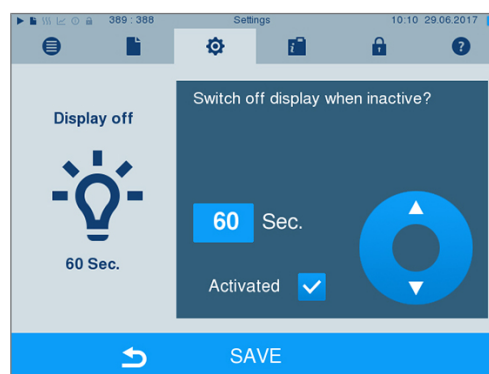 389 : 388 Settings 10:10 29.06.2017
Display off
60 Sec.
Switch off display when inactive?
60 Sec.
Activated
SAVE